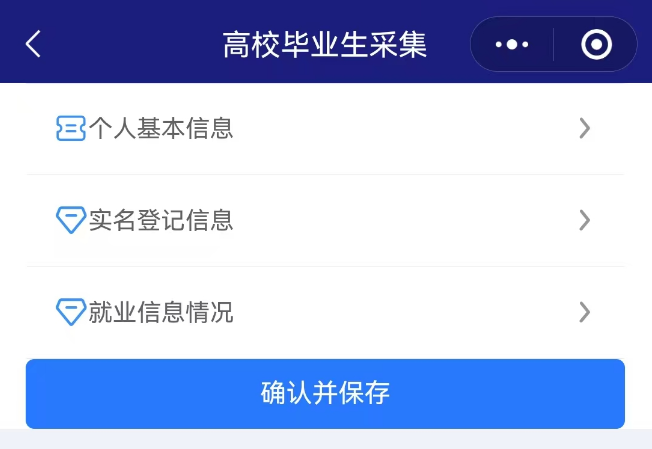 高校毕业生采集
个人基本信息
实名登记信息
就业信息情况
确认并保存